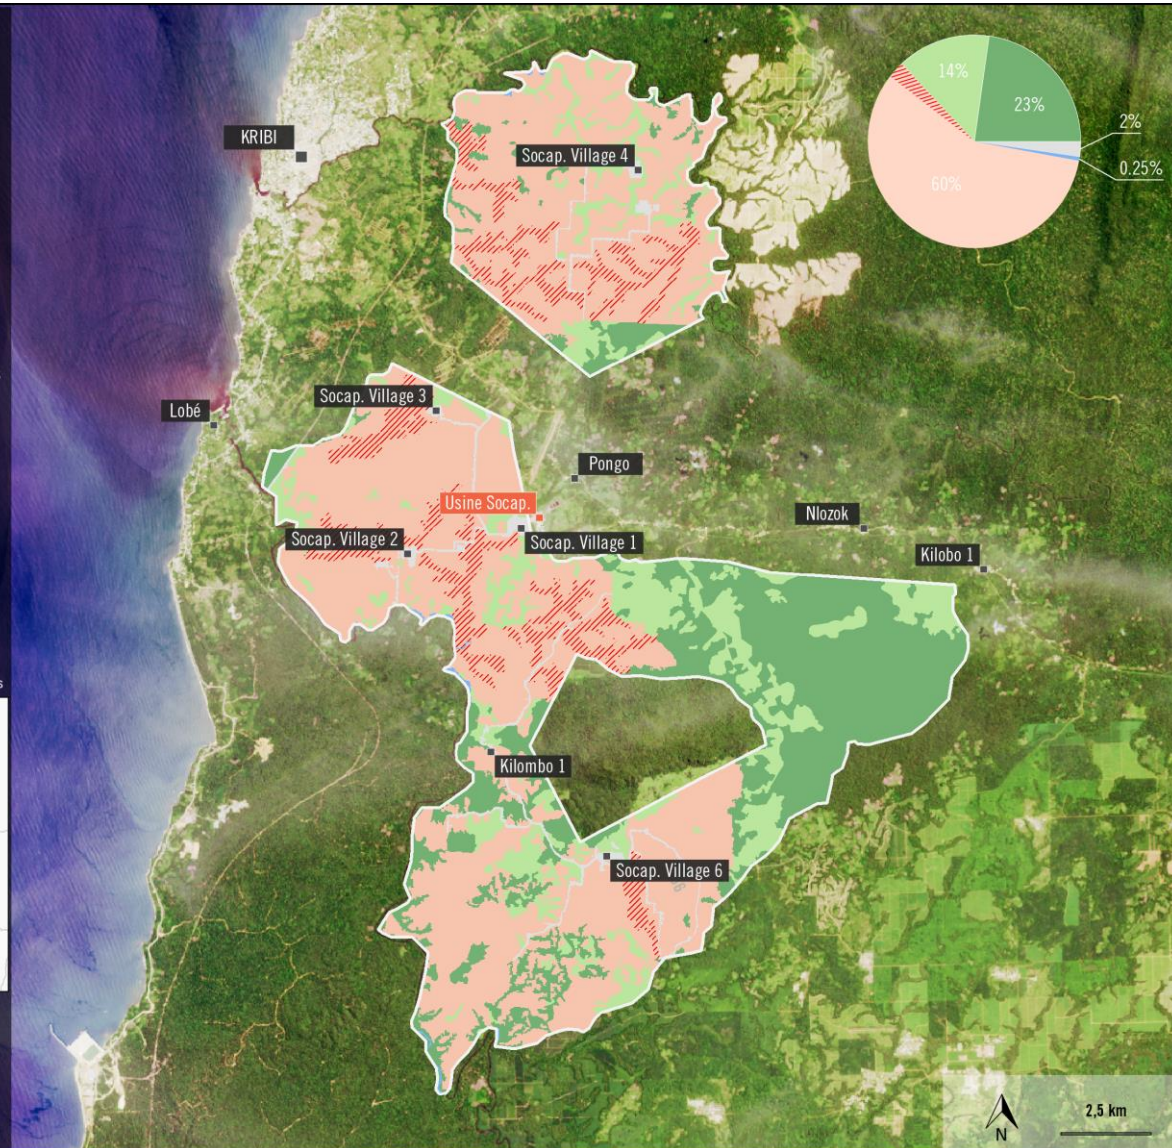 14%
23%
2%
0.25%
60%
KRIBI
Socap. Village 4
Socap. Village 3
Lobé
Pongo
Usine Socap.
Nlozok
Socap. Village 2
Socap. Village 1
Kilobo 1
s
Kilombo 1
Socap. Village 6
2,5 km
N